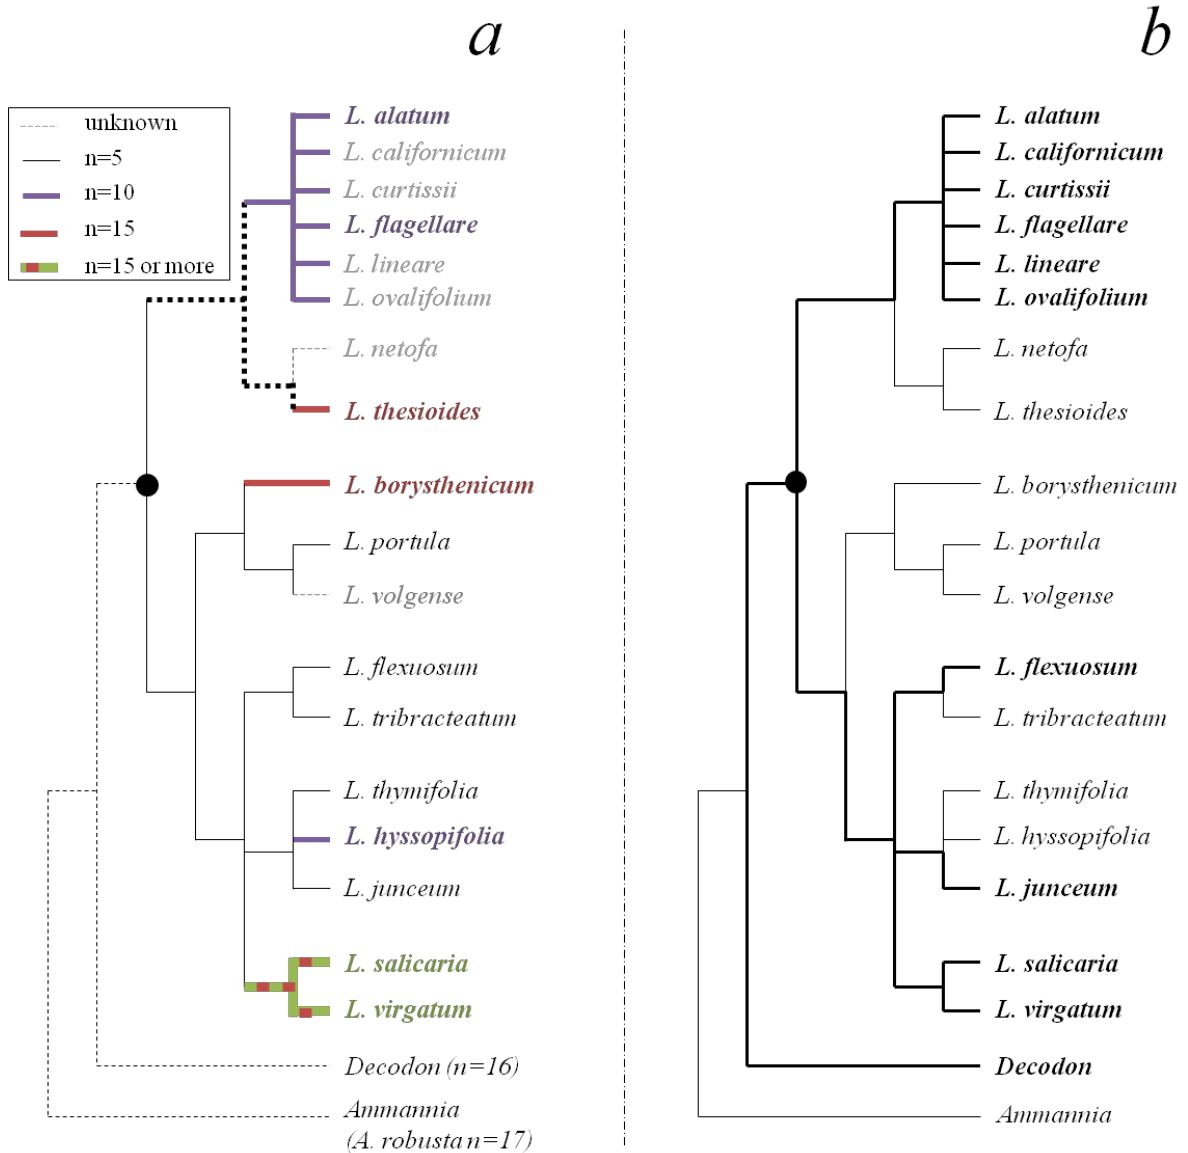 a
unknown
n=5
n=10
n=15
n=15 or more
L. alatum
L. californicum
L. curtissii
L. flagellare
L. lineare
L. ovalifolium
L. netofa
L. thesioides
L. borysthenicum
L. portula
L. volgense
L. flexuosum
L. tribracteatum
L. thymifolia
L. hyssopifolia
L. junceum
L. salicaria
L. virgatum
Decodon (n=16)
Ammannia
(A. robusta n=17)
b
L. alatum
L. californicum
L. curtissii
L. flagellare
L. lineare
L. ovalifolium
L. netofa
L. thesioides
L. borysthenicum
L. portula
L. volgense
L. flexuosum
L. tribracteatum
L. thymifolia
L. hyssopifolia
L. junceum
L. salicaria
L. virgatum
Decodon
Ammannia